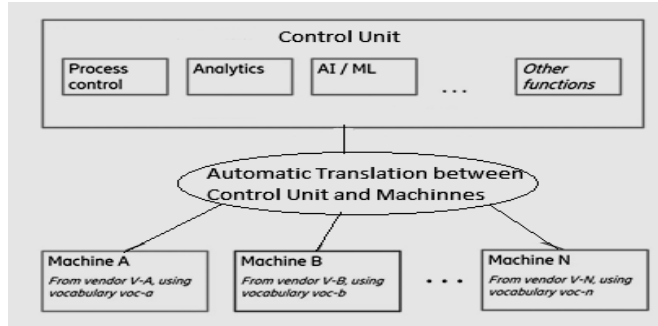 Control Unit
Process
control
Analytics
AI / ML
...
Other
functions
Automatic Translation between
Control Unit and Machinnes
Machine A
From vendor V-A, using
vocabulary voc-a
Machine B
From vendor V-B, using
vocabulary voc-b
...
Machine N
From vendor V-N, using
vocabulary voc-n